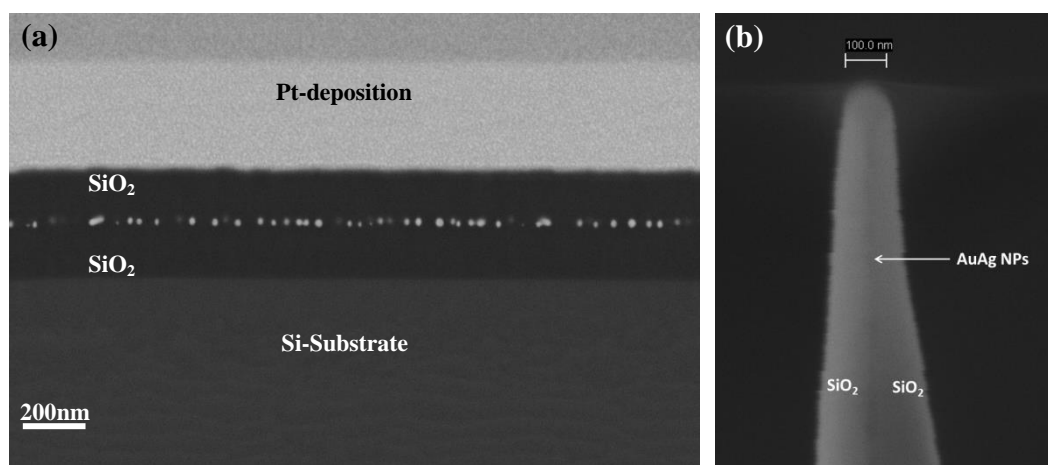 (a)
Pt-deposition
SiO₂
SiO₂
Si-Substrate
200nm
(b)
100.0 nm
AuAg NPs
SiO₂ SiO₂